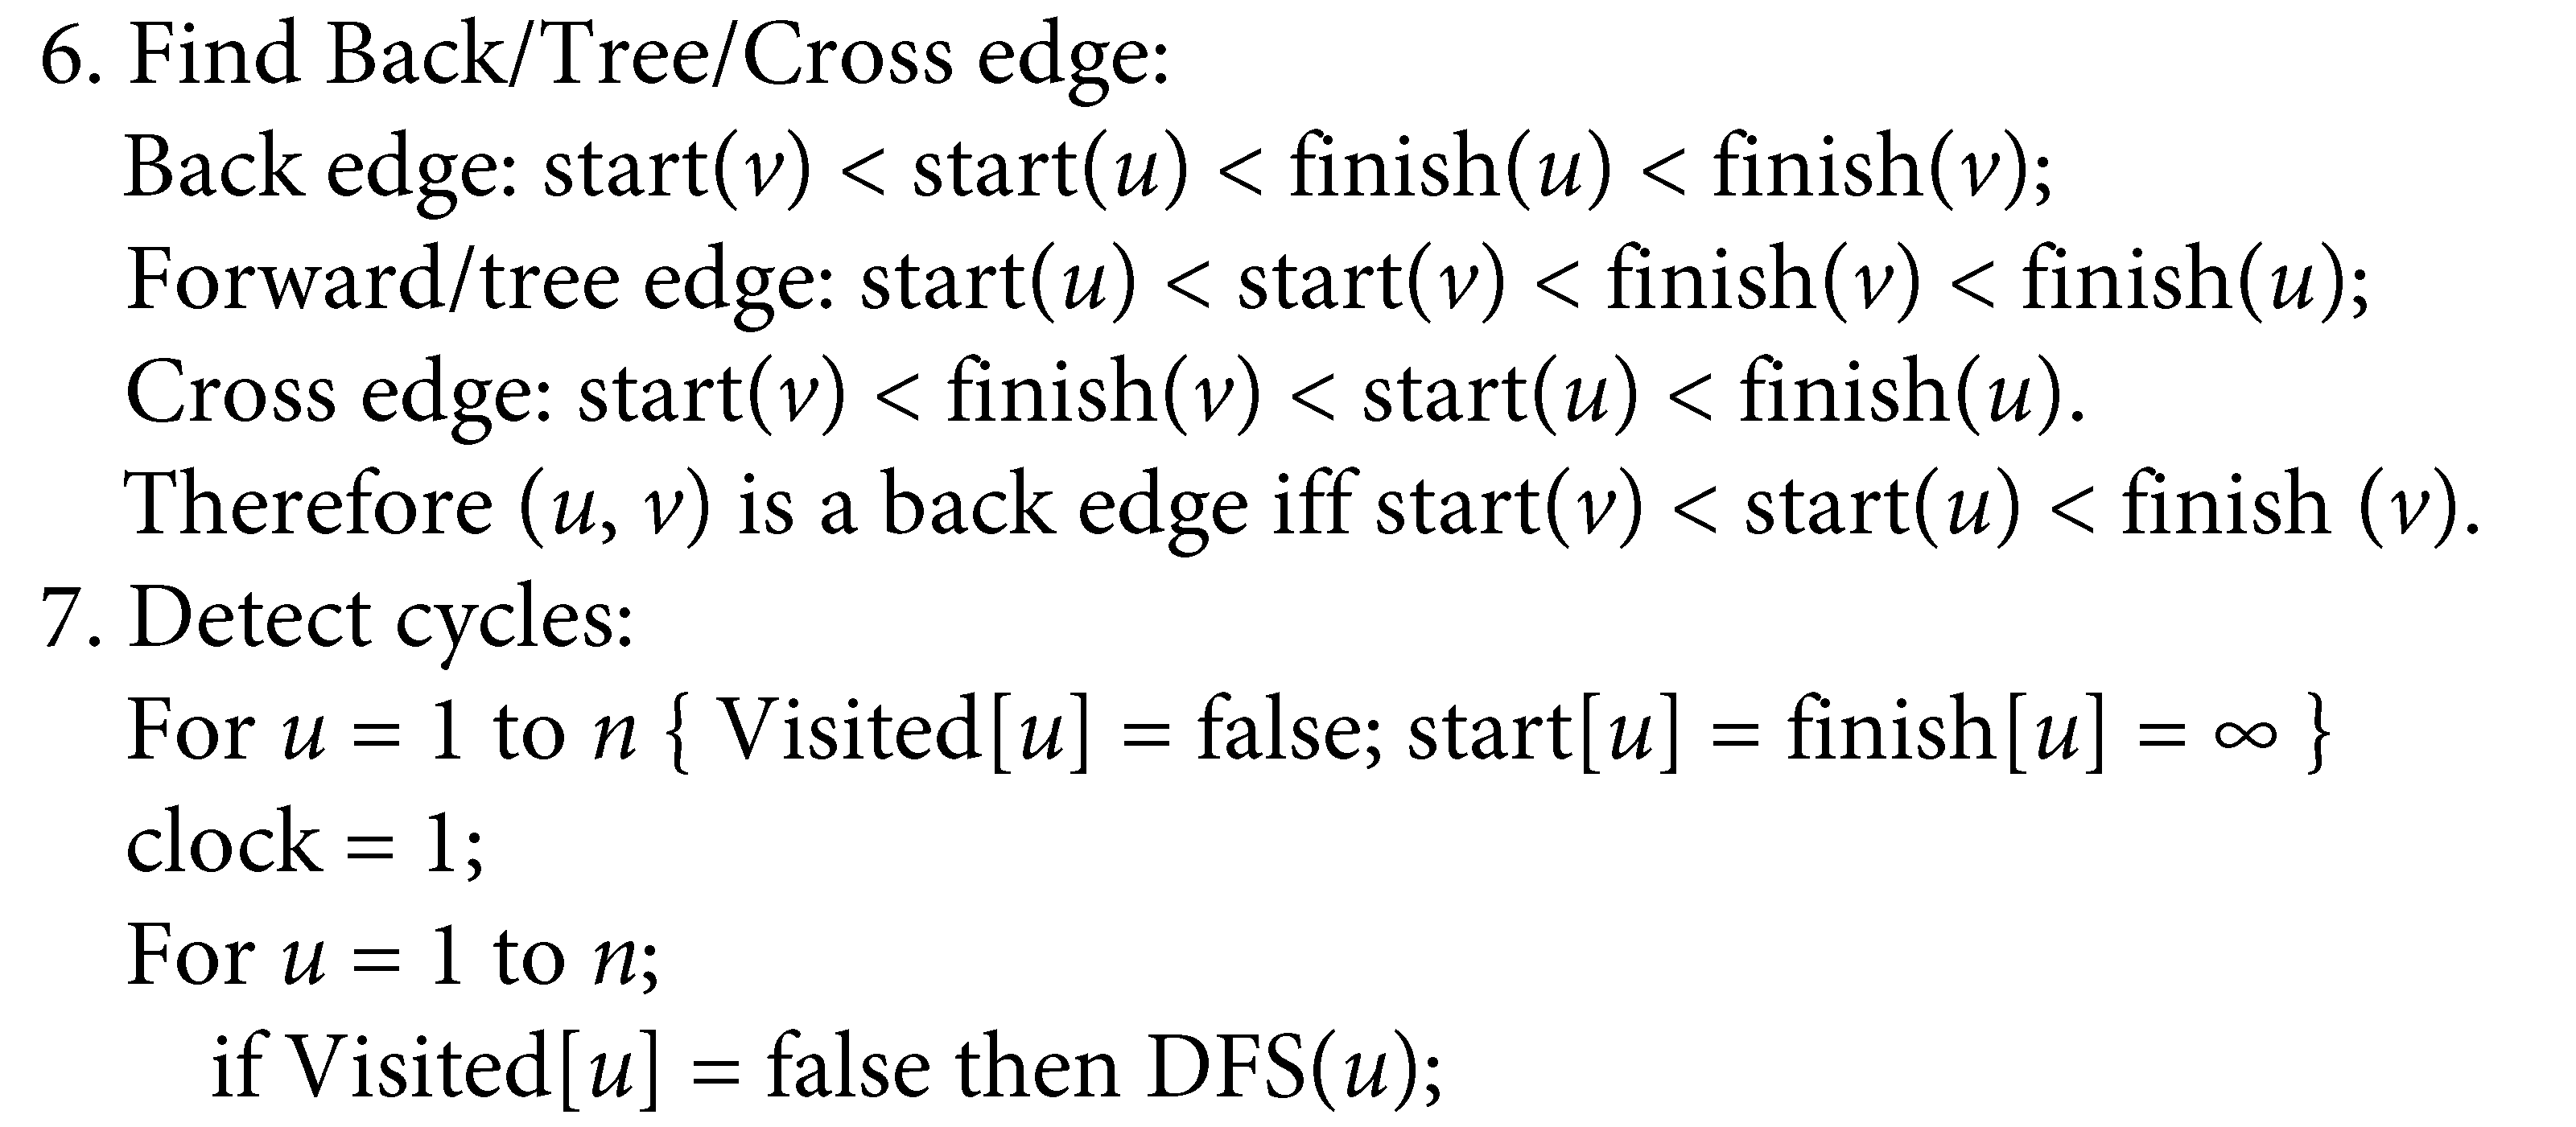 6. Find Back/Tree/Cross edge:
Back edge: start(v) < start(u) < finish(u) < finish(v);
Forward/tree edge: start(u) < start(v) < finish(v) < finish(u);
Cross edge: start(v) < finish(v) < start(u) < finish(u).
Therefore (u, v) is a back edge iff start(v) < start(u) < finish (v).
7. Detect cycles:
For u = 1 to n { Visited[u] = false; start[u] = finish[u] = ∞ }
clock = 1;
For u = 1 to n;
if Visited[u] = false then DFS(u);